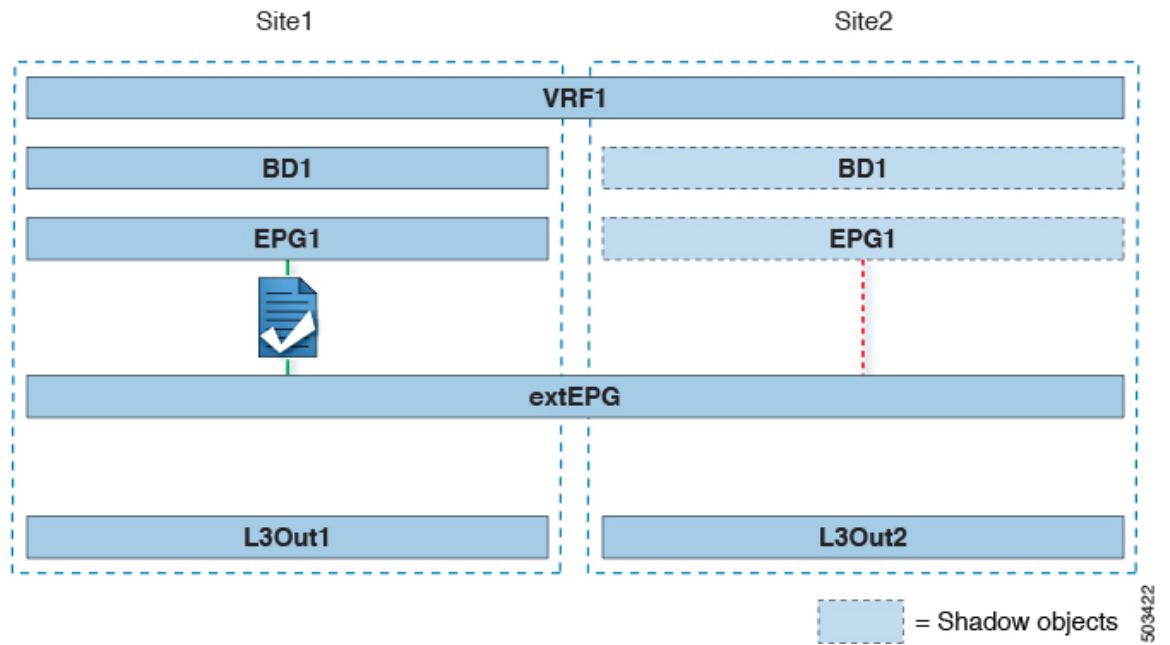 Site1
Site2
VRF1
BD1
BD1
EPG1
EPG1
extEPG
L3Out1
L3Out2
= Shadow objects
503422